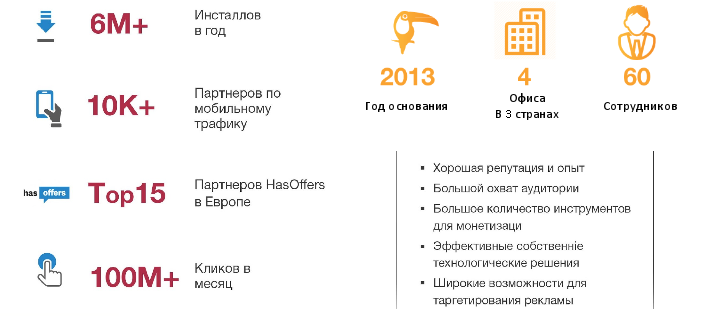 6M+
Инсталлов
в год
10K+
Партнеров по
мобильному
трафику
has offers
Top15
Партнеров HasOffers
в Европе
100M+
Кликов в
месяц
2013
Год основания
4
Офиса
В 3 странах
60
Сотрудников
▪ Хорошая репутация и опыт
▪ Большой охват аудитории
▪ Большое количество инструментов
для монетизаци
▪ Эффективные собственніе
технологические решения
▪ Широкие возможности для
таргетирования рекламы